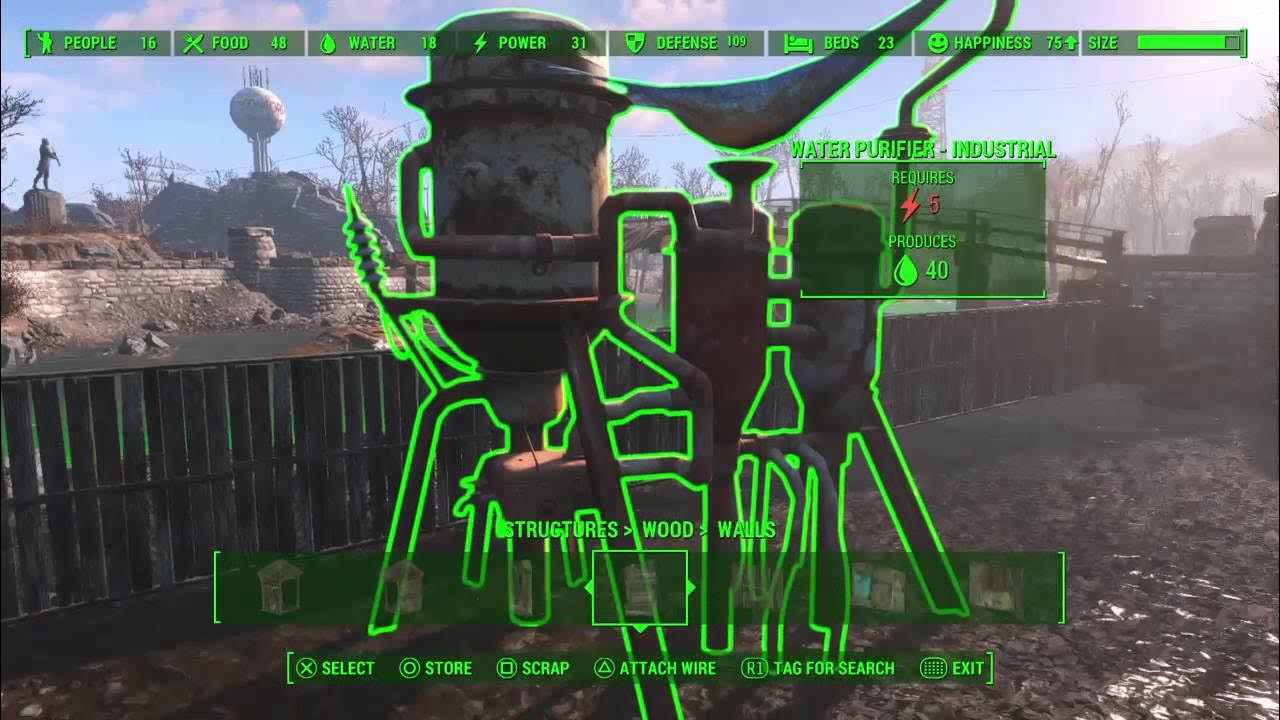 PEOPLE 16 FOOD 48 WATER 18 POWER 31 DEFENSE 109 BEDS 23 HAPPINESS 75 SIZE
WATER PURIFIER - INDUSTRIAL
REQUIRES
5
PRODUCES
40
STRUCTURES > WOOD > WALLS
SELECT STORE SCRAP ATTACH WIRE R1 TAG FOR SEARCH EXIT